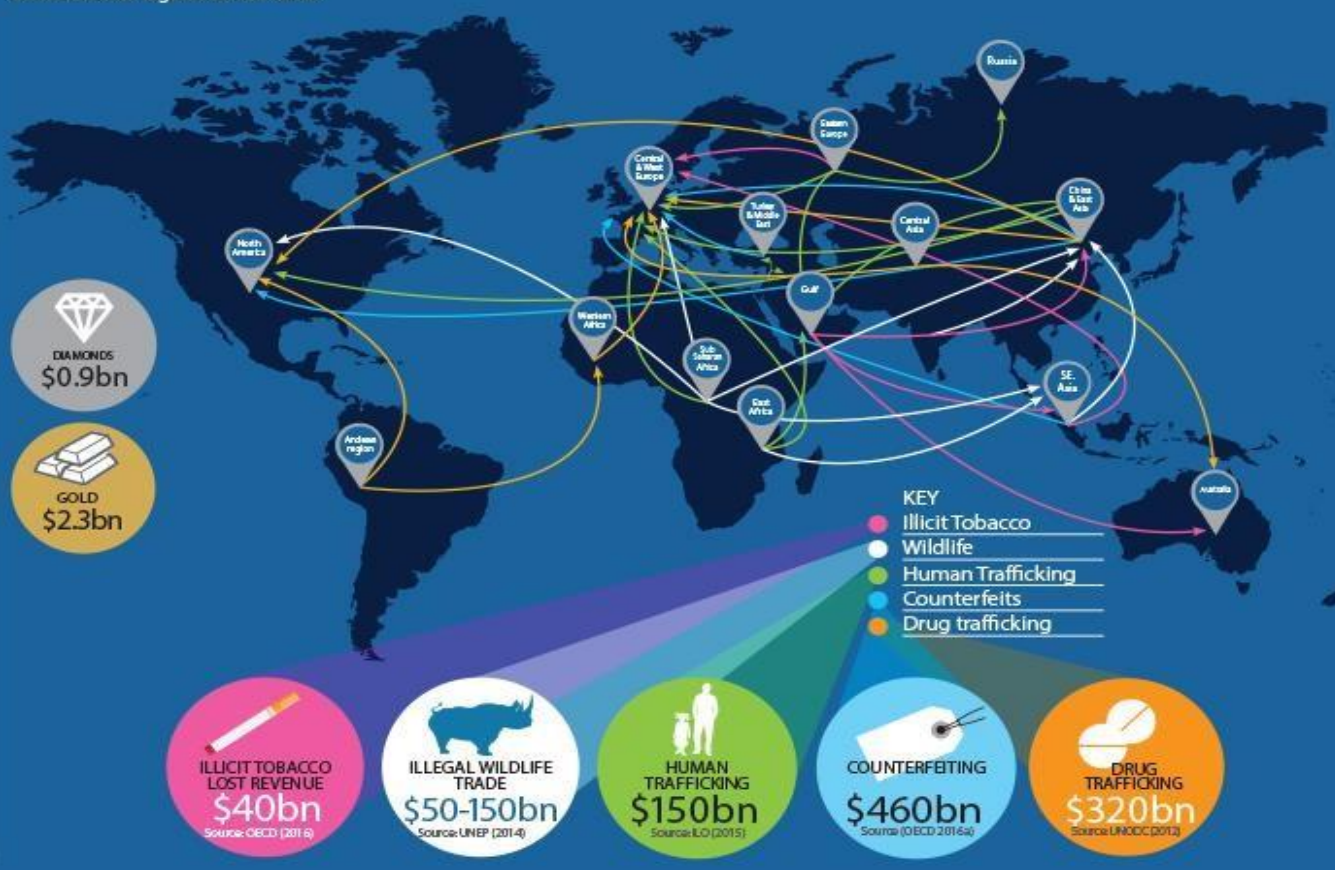 Russia
Eastern
Europe
Central
& West
Europe
China
& East
Asia
Turkey
& Middle
East
Central
Asia
North
America
Gulf
Western
Africa
Sub
Saharan
Africa
SE.
Asia
East
Africa
Andean
region
Australia
DIAMONDS
$0.9bn
GOLD
$2.3bn
KEY
Illicit Tobacco
Wildlife
Human Trafficking
Counterfeits
Drug trafficking
ILLICIT TOBACCO
LOST REVENUE
$40bn
Source: OECD (2016)
ILLEGAL WILDLIFE
TRADE
$50-150bn
Source: UNEP (2014)
HUMAN
TRAFFICKING
$150bn
Source: ILO (2015)
COUNTERFEITING
$460bn
Source (OECD 2016a)
DRUG
TRAFFICKING
$320bn
Source: UNODC (2012)